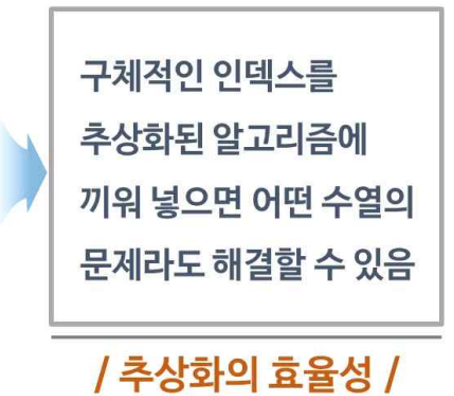 구체적인 인덱스를
추상화된 알고리즘에
끼워 넣으면 어떤 수열의
문제라도 해결할 수 있음
/ 추상화의 효율성 /